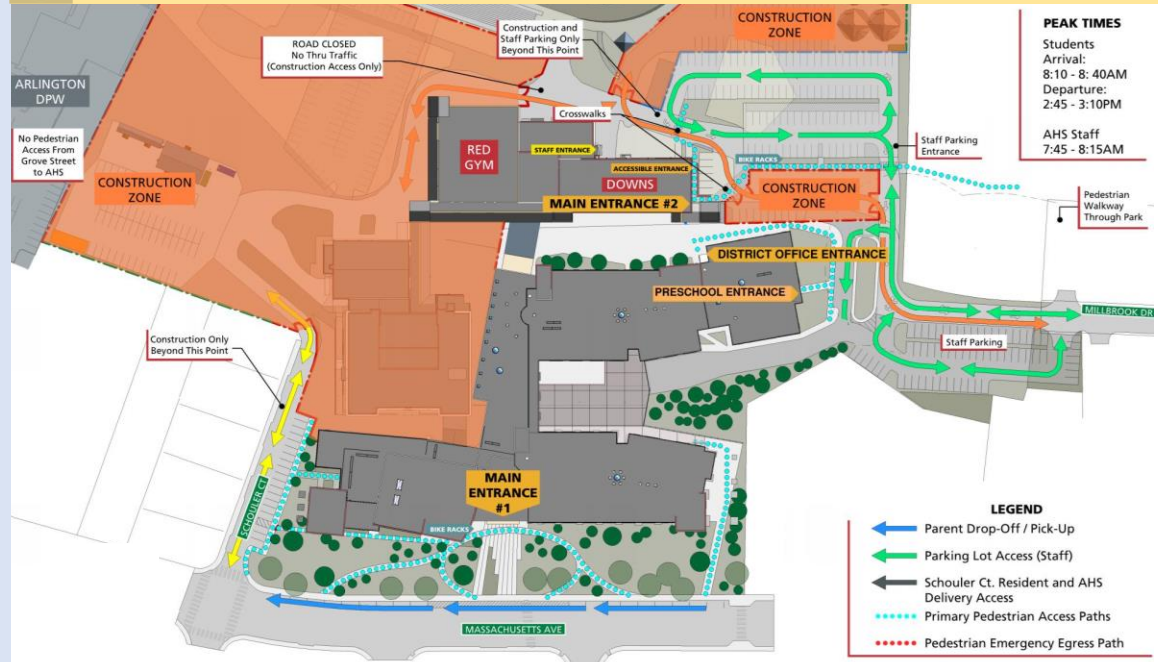 CONSTRUCTION
ZONE
Construction and
Staff Parking Only
Beyond This Point
ROAD CLOSED
No Thru Traffic
(Construction Access Only)
PEAK TIMES
Students
Arrival:
8:10 - 8: 40AM
Departure:
2:45 - 3:10PM
AHS Staff
7:45 - 8:15AM
ARLINGTON
DPW
No Pedestrian
Access From
Grove Street
to AHS
CONSTRUCTION
ZONE
Crosswalks
RED
GYM
STAFF ENTRANCE
ACCESSIBLE ENTRANCE
DOWNS
MAIN ENTRANCE #2
BIKE RACKS
CONSTRUCTION
ZONE
Staff Parking
Entrance
Pedestrian
Walkway
Through Park
DISTRICT OFFICE ENTRANCE
PRESCHOOL ENTRANCE
MILLBROOK DR
Staff Parking
Construction Only
Beyond This Point
SCHOULER CT
MAIN
ENTRANCE
#1
BIKE RACKS
MASSACHUSETTS AVE
LEGEND
Parent Drop-Off / Pick-Up
Parking Lot Access (Staff)
Schouler Ct. Resident and AHS
Delivery Access
Primary Pedestrian Access Paths
Pedestrian Emergency Egress Path